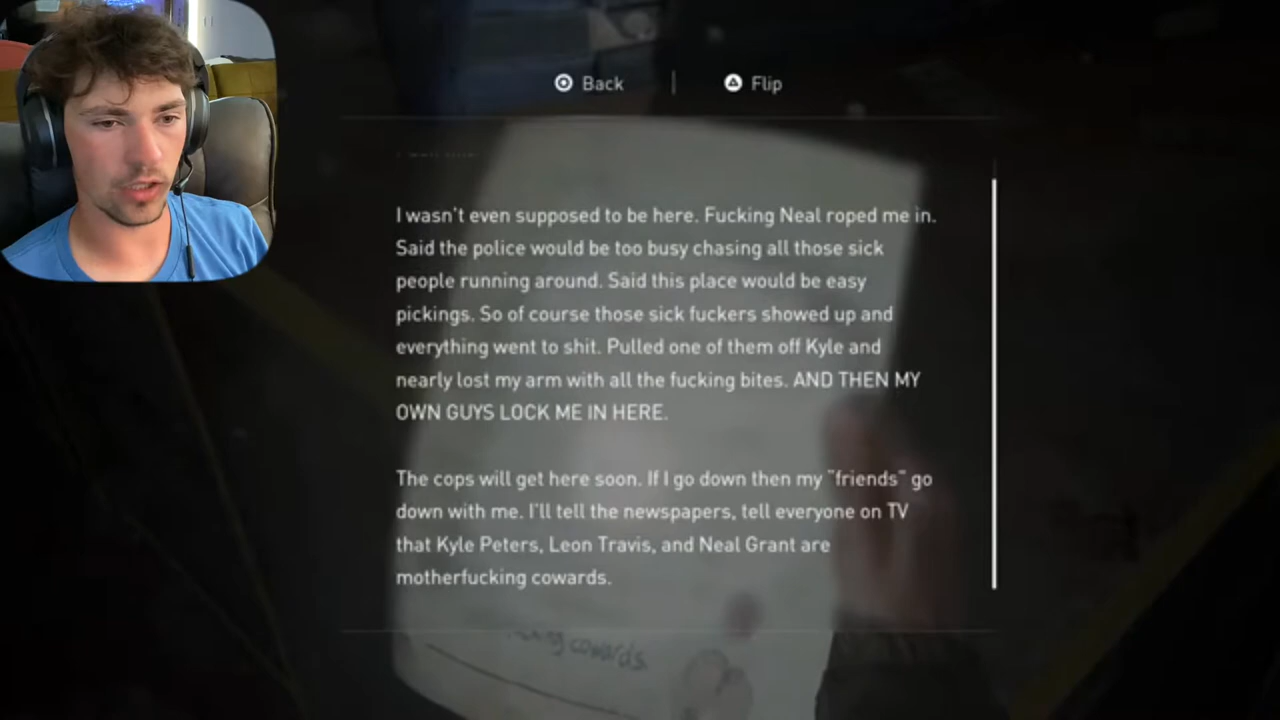 Back | Flip
I wasn't even supposed to be here. Fucking Neal roped me in.
Said the police would be too busy chasing all those sick
people running around. Said this place would be easy
pickings. So of course those sick fuckers showed up and
everything went to shit. Pulled one of them off Kyle and
nearly lost my arm with all the fucking bites. AND THEN MY
OWN GUYS LOCK ME IN HERE.
The cops will get here soon. If I go down then my "friends" go
down with me. I'll tell the newspapers, tell everyone on TV
that Kyle Peters, Leon Travis, and Neal Grant are
motherfucking cowards.
cowards.